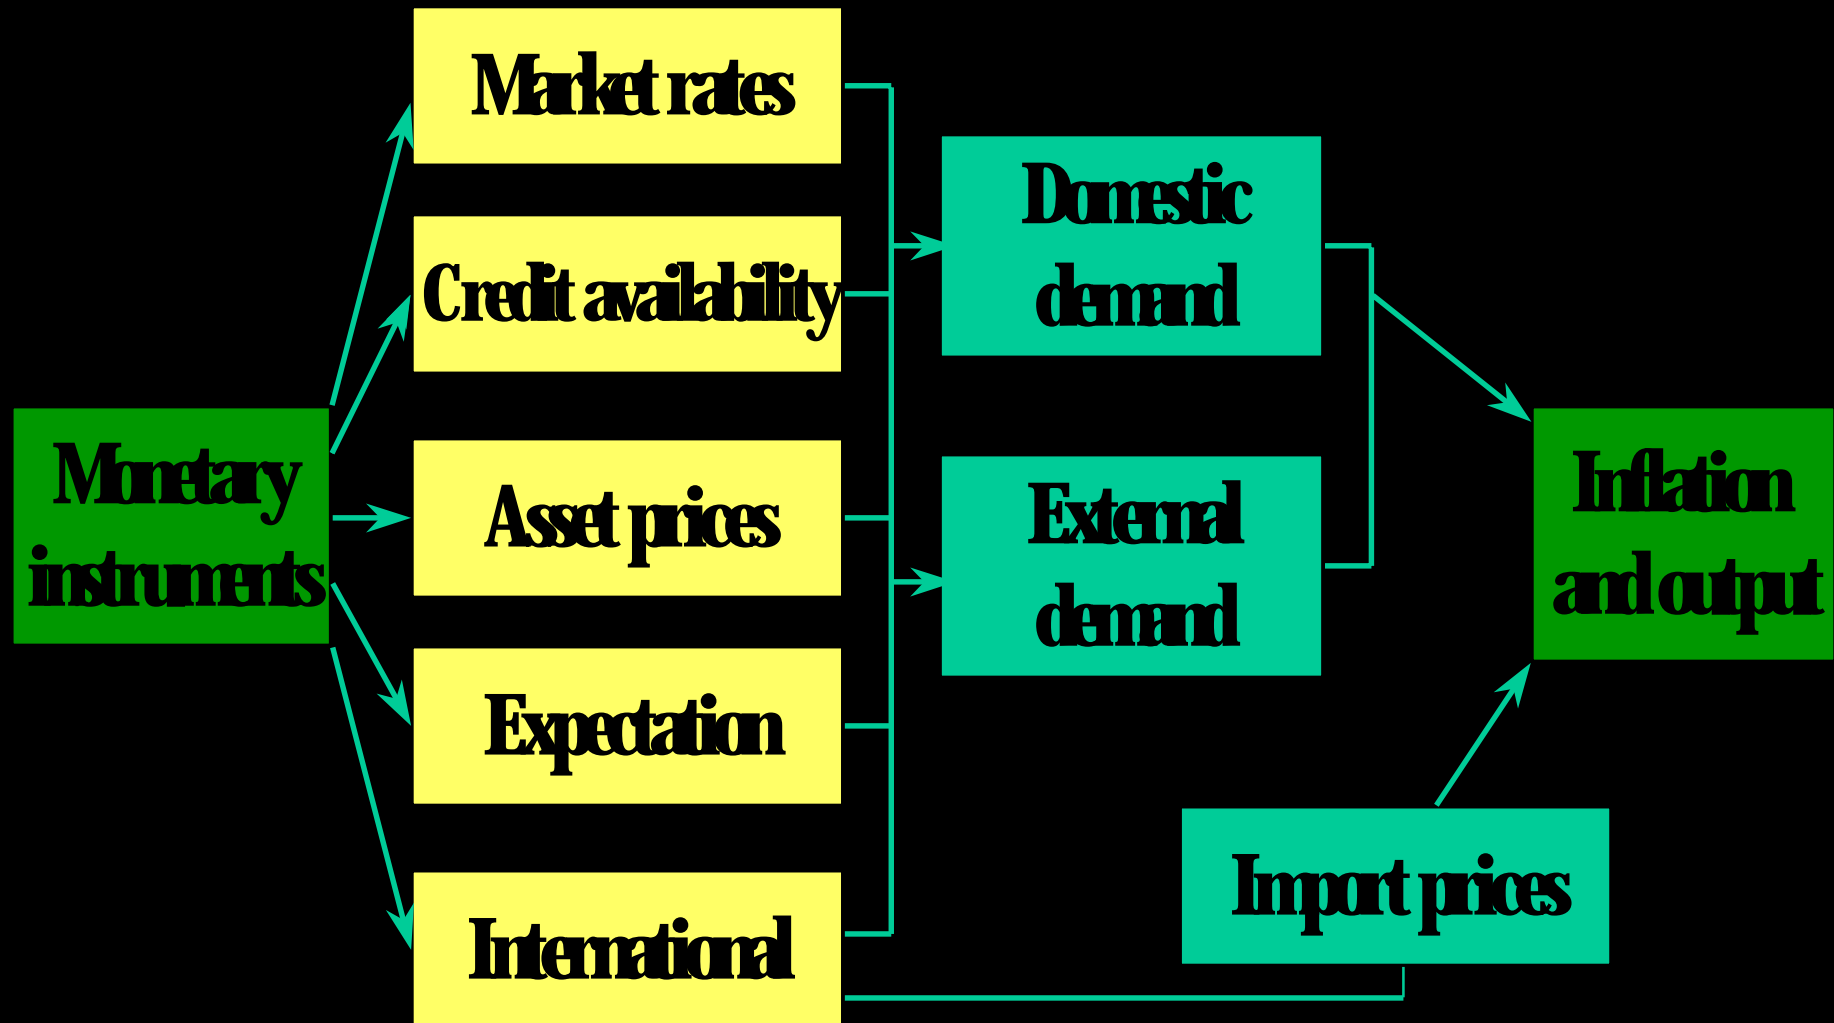 Market rates
Credit availability
Monetary
instruments
Asset prices
Expectation
International
Domestic
demand
External
demand
Inflation
and output
Import prices